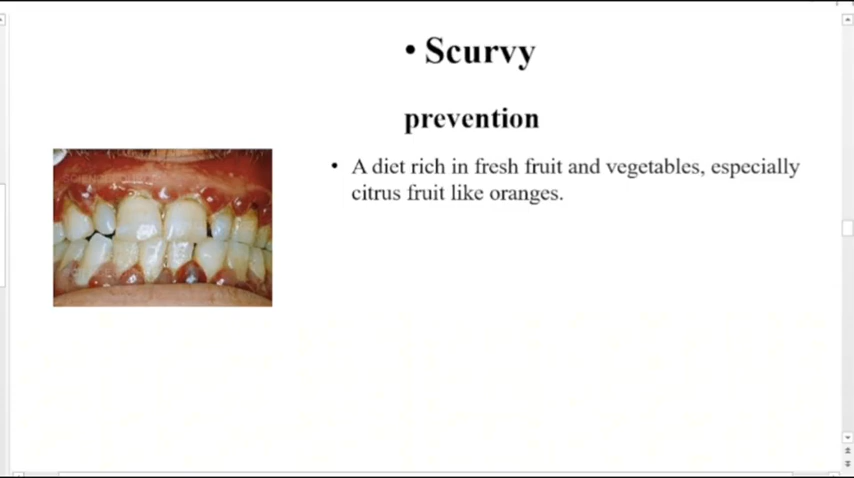 • Scurvy
prevention
• A diet rich in fresh fruit and vegetables, especially
citrus fruit like oranges.